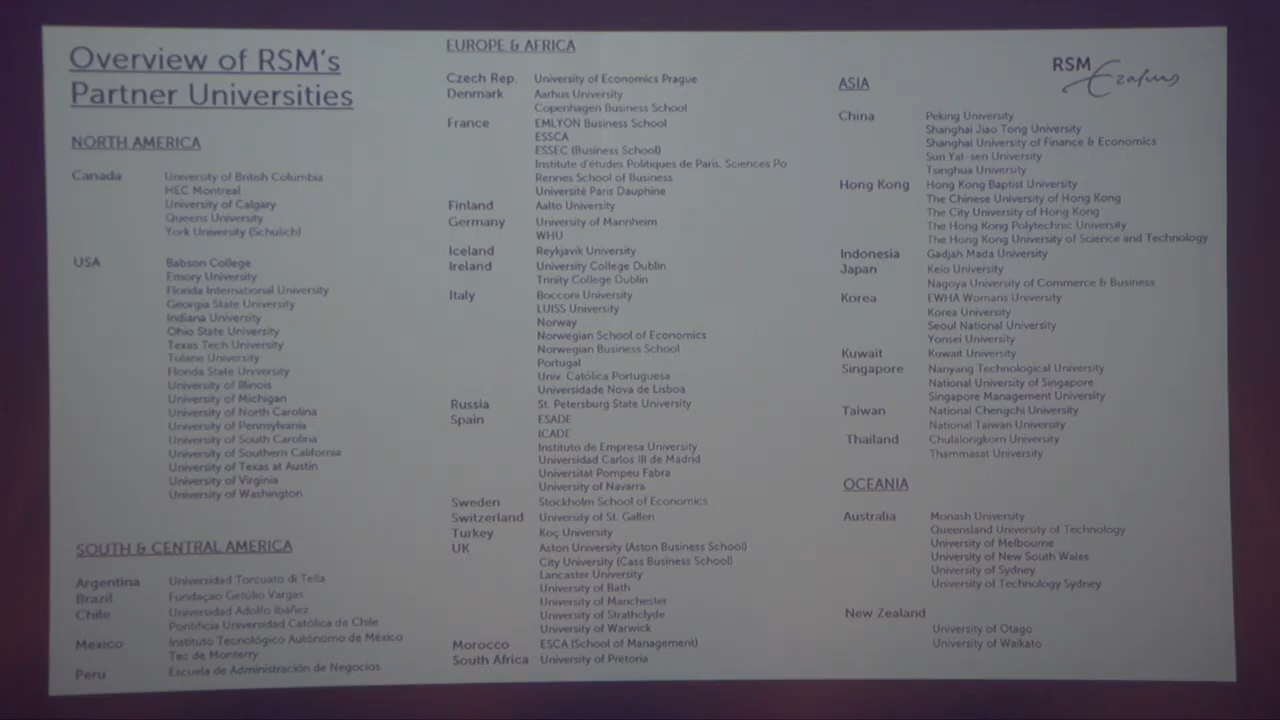 Overview of RSM's
Partner Universities
NORTH AMERICA
Canada University of British Columbia
HEC Montreal
University of Calgary
Queens University
York University (Schulich)
USA Babson College
Emory University
Florida International University
Georgia State University
Indiana University
Ohio State University
Texas Tech University
Tulane University
Florida State University
University of Illinois
University of Michigan
University of North Carolina
University of Pennsylvania
University of South Carolina
University of Southern California
University of Texas at Austin
University of Virginia
University of Washington
SOUTH & CENTRAL AMERICA
Argentina Universidad Torcuato di Tella
Brazil Fundaçao Getúlio Vargas
Chile Universidad Adolfo Ibáñez
Pontificia Universidad Católica de Chile
Mexico Instituto Tecnológico Autónomo de México
Tec de Monterry
Peru Escuela de Administración de Negocios
EUROPE & AFRICA
Czech Rep. University of Economics Prague
Denmark Aarhus University
Copenhagen Business School
France EMLYON Business School
ESSCA
ESSEC (Business School)
Institute d'études Politiques de Paris, Sciences Po
Rennes School of Business
Université Paris Dauphine
Finland Aalto University
Germany University of Mannheim
WHU
Iceland Reykjavik University
Ireland University College Dublin
Trinity College Dublin
Italy Bocconi University
LUISS University
Norway
Norwegian School of Economics
Norwegian Business School
Portugal
Univ. Católica Portuguesa
Universidade Nova de Lisboa
Russia St. Petersburg State University
Spain ESADE
ICADE
Instituto de Empresa University
Universidad Carlos III de Madrid
Universitat Pompeu Fabra
University of Navarra
Sweden Stockholm School of Economics
Switzerland University of St. Gallen
Turkey Koç University
UK Aston University (Aston Business School)
City University (Cass Business School)
Lancaster University
University of Bath
University of Manchester
University of Strathclyde
University of Warwick
Morocco ESCA (School of Management)
South Africa University of Pretoria
RSM Erasmus
ASIA
China Peking University
Shanghai Jiao Tong University
Shanghai University of Finance & Economics
Sun Yat-sen University
Tsinghua University
Hong Kong Hong Kong Baptist University
The Chinese University of Hong Kong
The City University of Hong Kong
The Hong Kong Polytechnic University
The Hong Kong University of Science and Technology
Indonesia Gadjah Mada University
Japan Keio University
Nagoya University of Commerce & Business
Korea EWHA Womans University
Korea University
Seoul National University
Yonsei University
Kuwait Kuwait University
Singapore Nanyang Technological University
National University of Singapore
Singapore Management University
Taiwan National Chengchi University
National Taiwan University
Thailand Chulalongkorn University
Thammasat University
OCEANIA
Australia Monash University
Queensland University of Technology
University of Melbourne
University of New South Wales
University of Sydney
University of Technology Sydney
New Zealand
University of Otago
University of Waikato